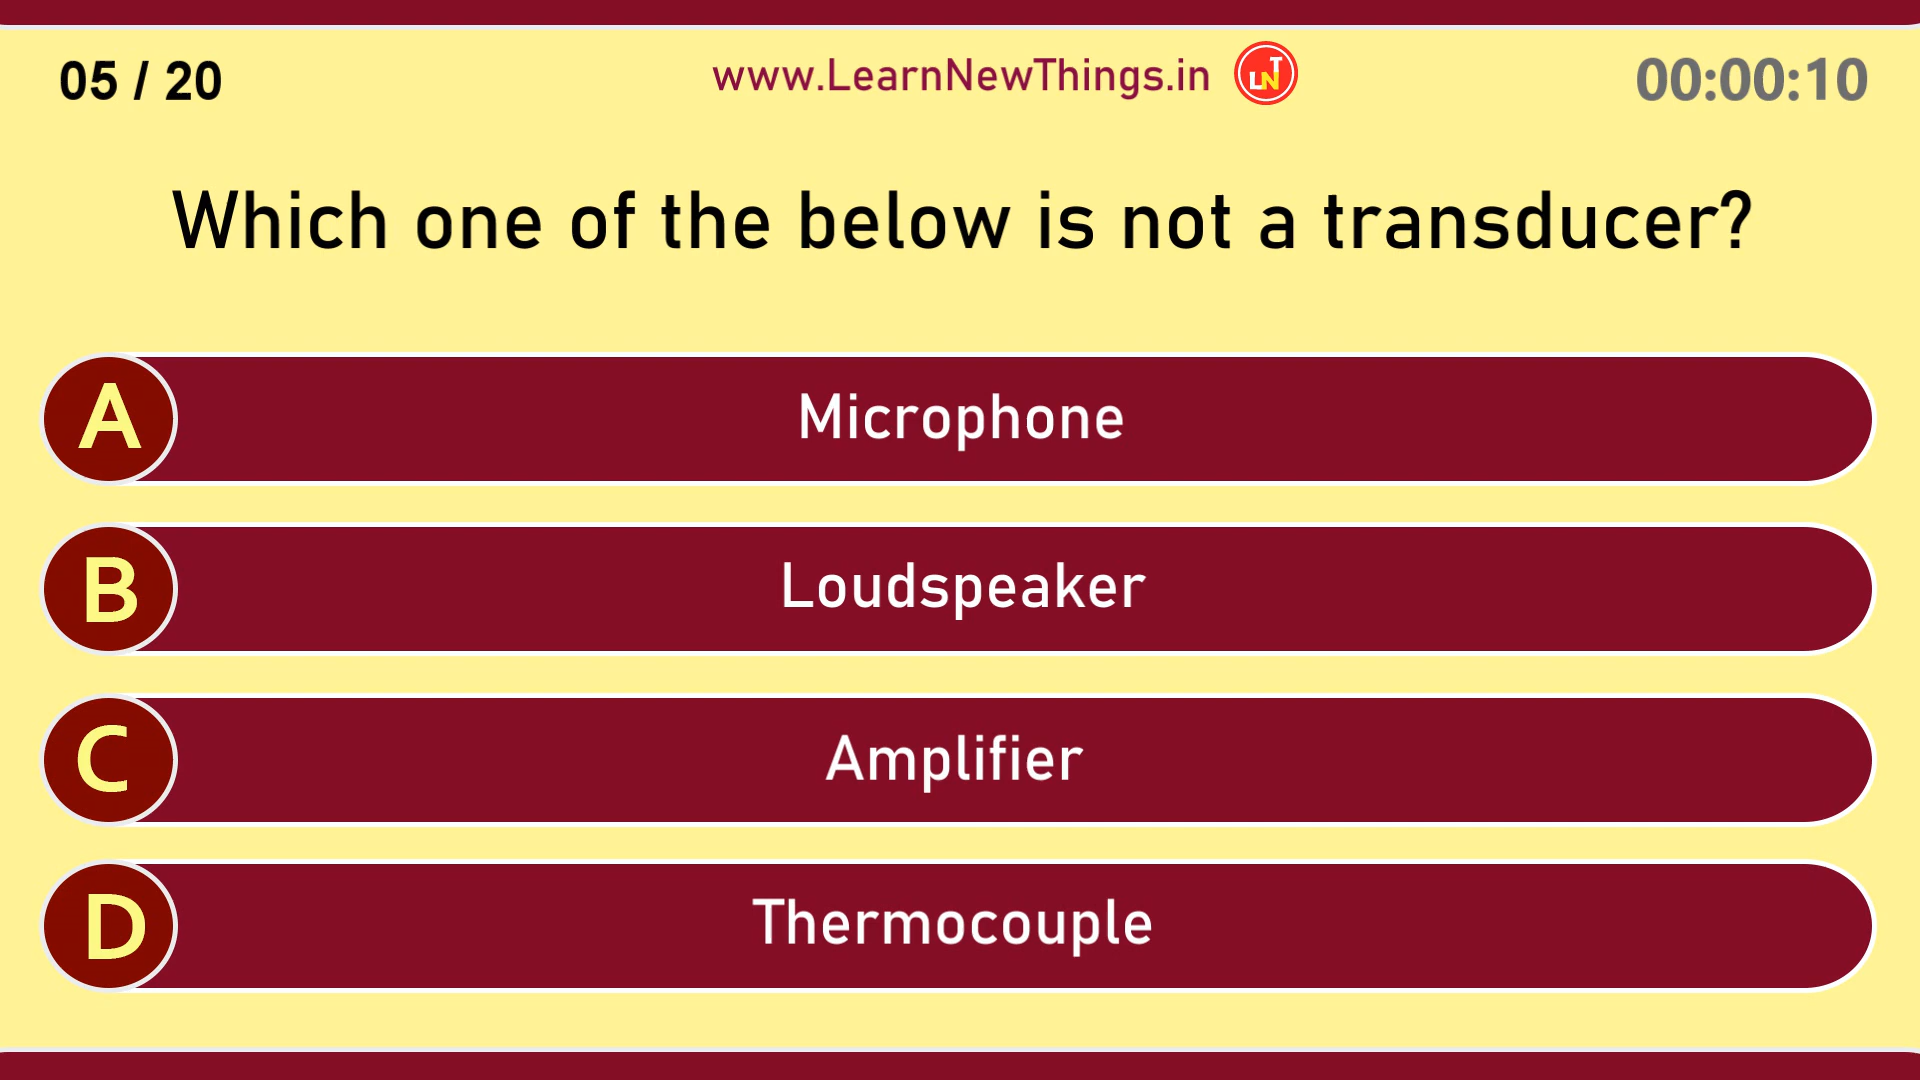 05 / 20
www.LearnNewThings.in
LNT
00:00:10
Which one of the below is not a transducer?
A
Microphone
B
Loudspeaker
C
Amplifier
D
Thermocouple